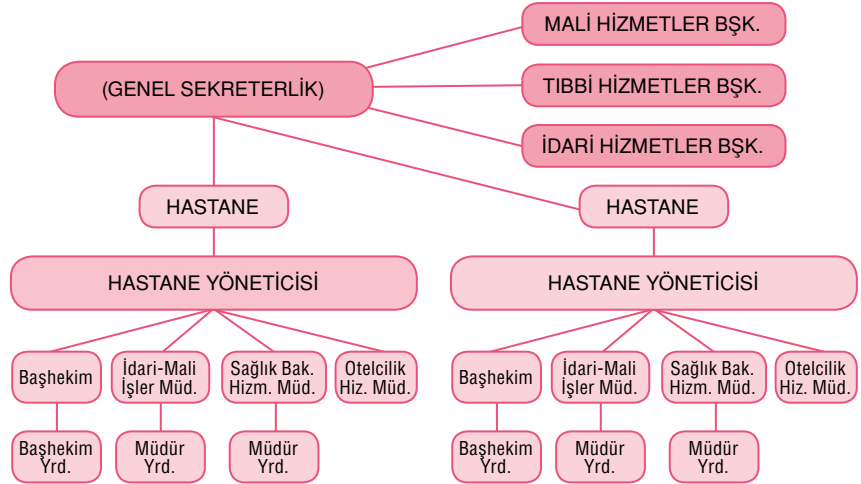 MALİ HİZMETLER BŞK.
(GENEL SEKRETERLİK)
TIBBİ HİZMETLER BŞK.
İDARİ HİZMETLER BŞK.
HASTANE
HASTANE
HASTANE YÖNETİCİSİ
HASTANE YÖNETİCİSİ
Başhekim
İdari-Mali
İşler Müd.
Sağlık Bak.
Hizm. Müd.
Otelcilik
Hiz. Müd.
Başhekim
İdari-Mali
İşler Müd.
Sağlık Bak.
Hizm. Müd.
Otelcilik
Hiz. Müd.
Başhekim
Yrd.
Müdür
Yrd.
Müdür
Yrd.
Başhekim
Yrd.
Müdür
Yrd.
Müdür
Yrd.